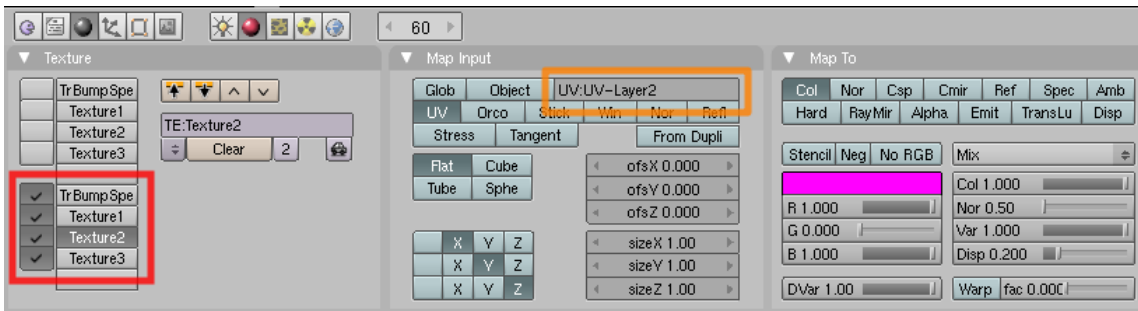 60
Texture
TrBumpSpe
Texture1
Texture2
Texture3
TrBumpSpe
Texture1
Texture2
Texture3
TE:Texture2
Clear 2
Map Input
Glob Object UV:UV-Layer2
UV Orco Stick Win Nor Refl
Stress Tangent From Dupli
Flat Cube
Tube Sphe
ofsX 0.000
ofsY 0.000
ofsZ 0.000
X Y Z
X Y Z
X Y Z
sizeX 1.00
sizeY 1.00
sizeZ 1.00
Map To
Col Nor Csp Cmir Ref Spec Amb
Hard RayMir Alpha Emit TransLu Disp
Stencil Neg No RGB
Mix
R 1.000
G 0.000
B 1.000
Col 1.000
Nor 0.50
Var 1.000
Disp 0.200
DVar 1.00
Warp fac 0.000